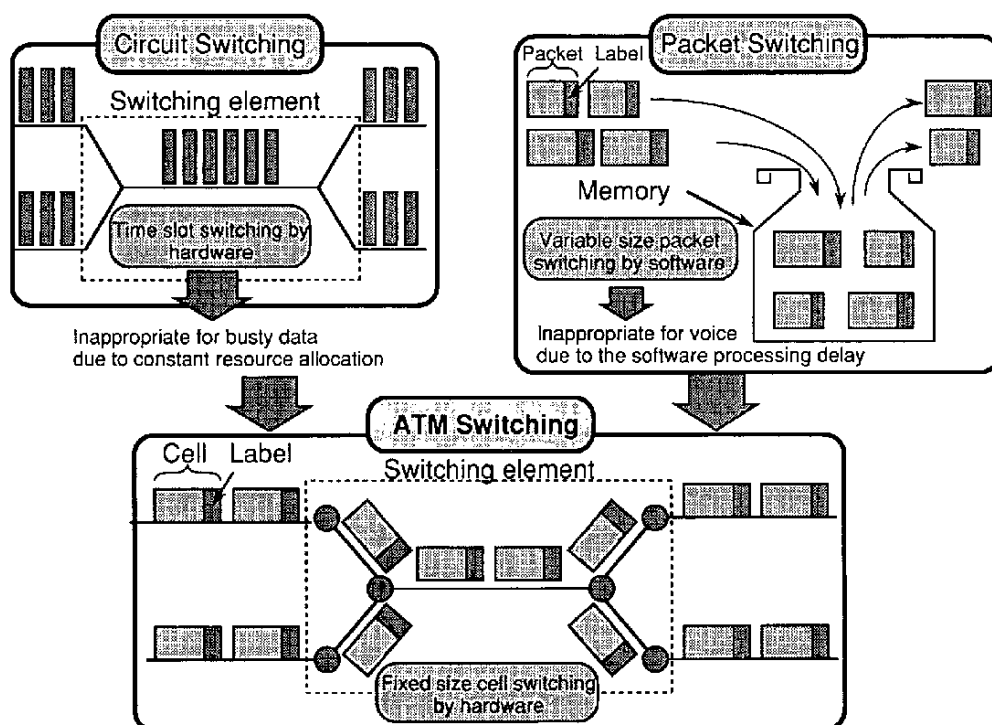 Circuit Switching
Switching element
Time slot switching by
hardware
Inappropriate for busty data
due to constant resource allocation
Packet Switching
Packet
Label
Memory
Variable size packet
switching by software
Inappropriate for voice
due to the software processing delay
ATM Switching
Cell
Label
Switching element
Fixed size cell switching
by hardware